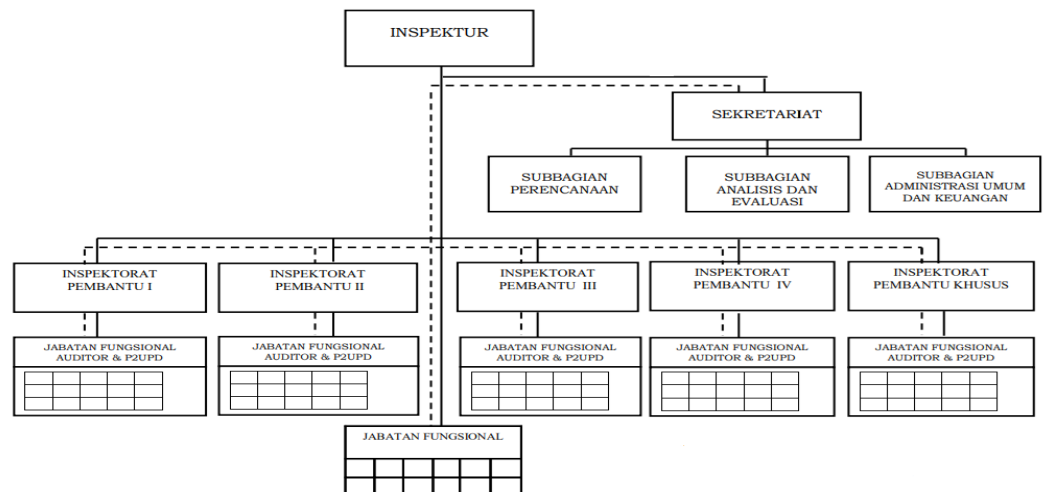 INSPEKTUR
SEKRETARIAT
SUBBAGIAN
PERENCANAAN
SUBBAGIAN
ANALISIS DAN
EVALUASI
SUBBAGIAN
ADMINISTRASI UMUM
DAN KEUANGAN
INSPEKTORAT
PEMBANTU I
INSPEKTORAT
PEMBANTU II
INSPEKTORAT
PEMBANTU III
INSPEKTORAT
PEMBANTU IV
INSPEKTORAT
PEMBANTU KHUSUS
JABATAN FUNGSIONAL
AUDITOR & P2UPD
JABATAN FUNGSIONAL
AUDITOR & P2UPD
JABATAN FUNGSIONAL
AUDITOR & P2UPD
JABATAN FUNGSIONAL
AUDITOR & P2UPD
JABATAN FUNGSIONAL
AUDITOR & P2UPD
JABATAN FUNGSIONAL